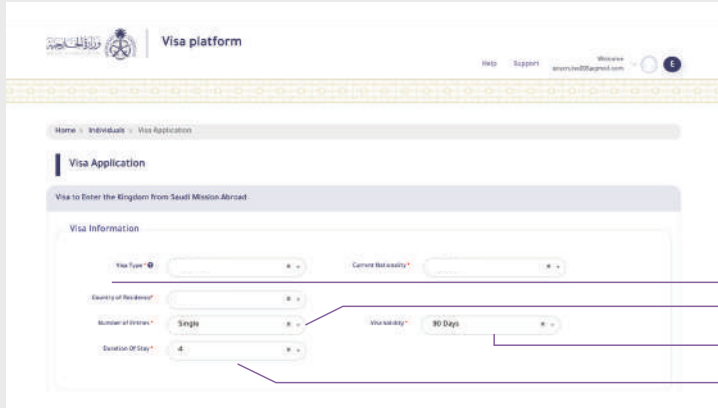 وزارة الخارجية
Visa platform
Help Support Welcome
E
Home > Individuals > Visa Application
Visa Application
Visa to Enter the Kingdom from Saudi Mission Abroad
Visa Information
Visa Type *
Current Nationality *
Country of Residence *
Number of Entries * Single
Visa Validity * 90 Days
Duration Of Stay * 4